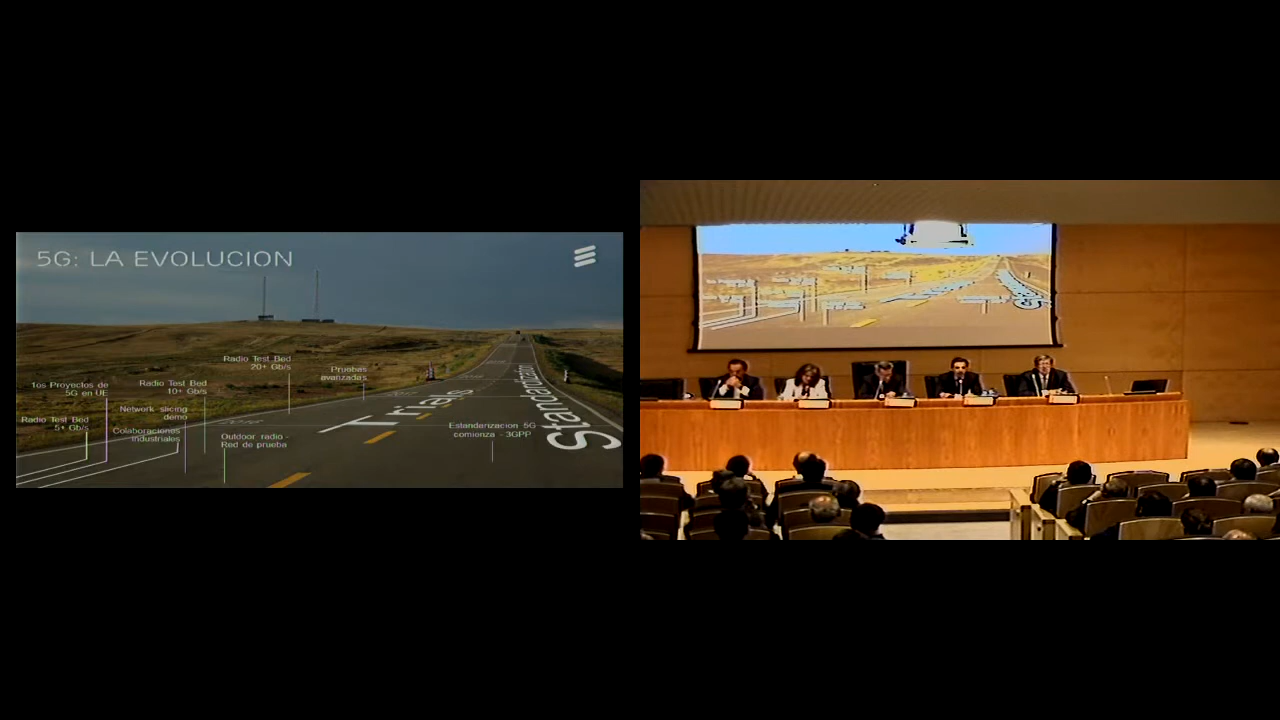 5G: LA EVOLUCION
Radio Test Bed
20+ Gb/s
Pruebas
avanzadas
1os Proyectos de
5G en UE
Radio Test Bed
10+ Gb/s
Network slicing
demo
Radio Test Bed
5+ Gb/s
Colaboraciones
industriales
Outdoor radio -
Red de prueba
2016
Trials
Estandarizacion 5G
comienza - 3GPP
Standardization